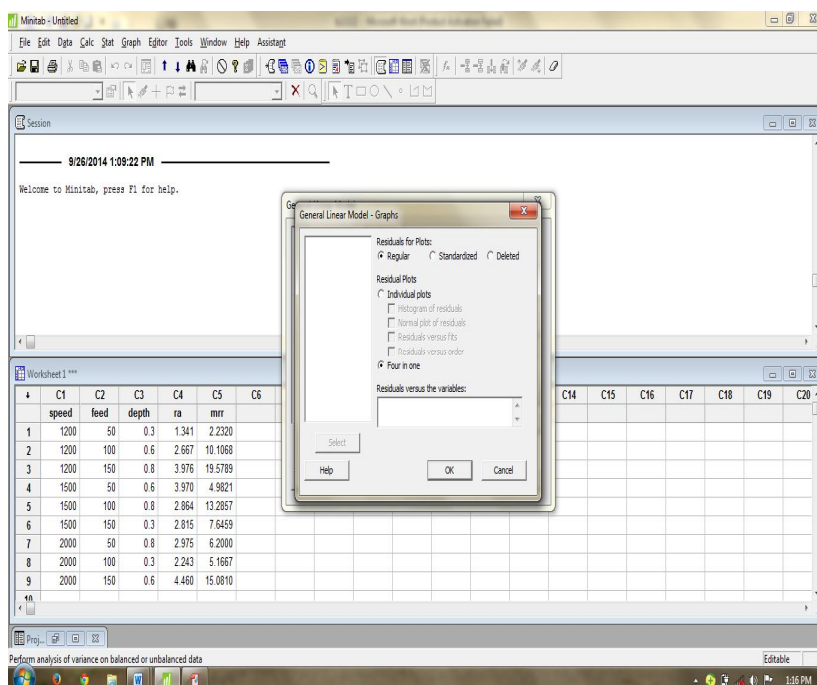 Minitab - Untitled
File Edit Data Calc Stat Graph Editor Tools Window Help Assistant
Session
9/26/2014 1:09:22 PM
Welcome to Minitab, press F1 for help.
General Linear Model - Graphs
Residuals for Plots:
Regular Standardized Deleted
Residual Plots
Individual plots
Histogram of residuals
Normal plot of residuals
Residuals versus fits
Residuals versus order
Four in one
Residuals versus the variables:
Select
Help OK Cancel
Worksheet 1 ***
C1 C2 C3 C4 C5 C6 C14 C15 C16 C17 C18 C19 C20
speed feed depth ra mrr
1 1200 50 0.3 1.341 2.2320
2 1200 100 0.6 2.667 10.1068
3 1200 150 0.8 3.976 19.5789
4 1500 50 0.6 3.970 4.9821
5 1500 100 0.8 2.864 13.2857
6 1500 150 0.3 2.815 7.6459
7 2000 50 0.8 2.975 6.2000
8 2000 100 0.3 2.243 5.1667
9 2000 150 0.6 4.460 15.0810
10
Proj...
Perform analysis of variance on balanced or unbalanced data Editable
1:16 PM